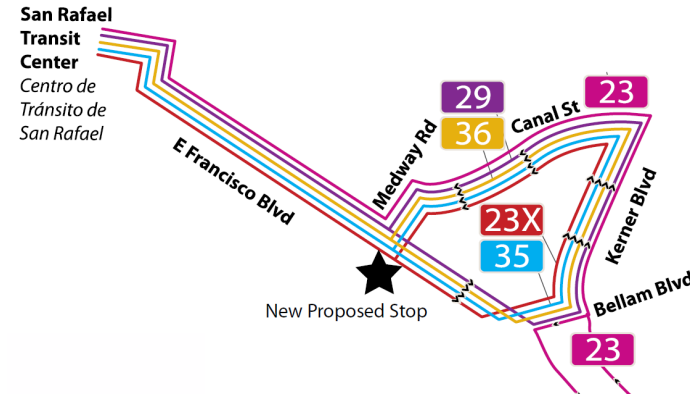 San Rafael
Transit
Center
Centro de
Tránsito de
San Rafael
E Francisco Blvd
Medway Rd
29
36
Canal St
23
23X
35
Kerner Blvd
Bellam Blvd
New Proposed Stop
23